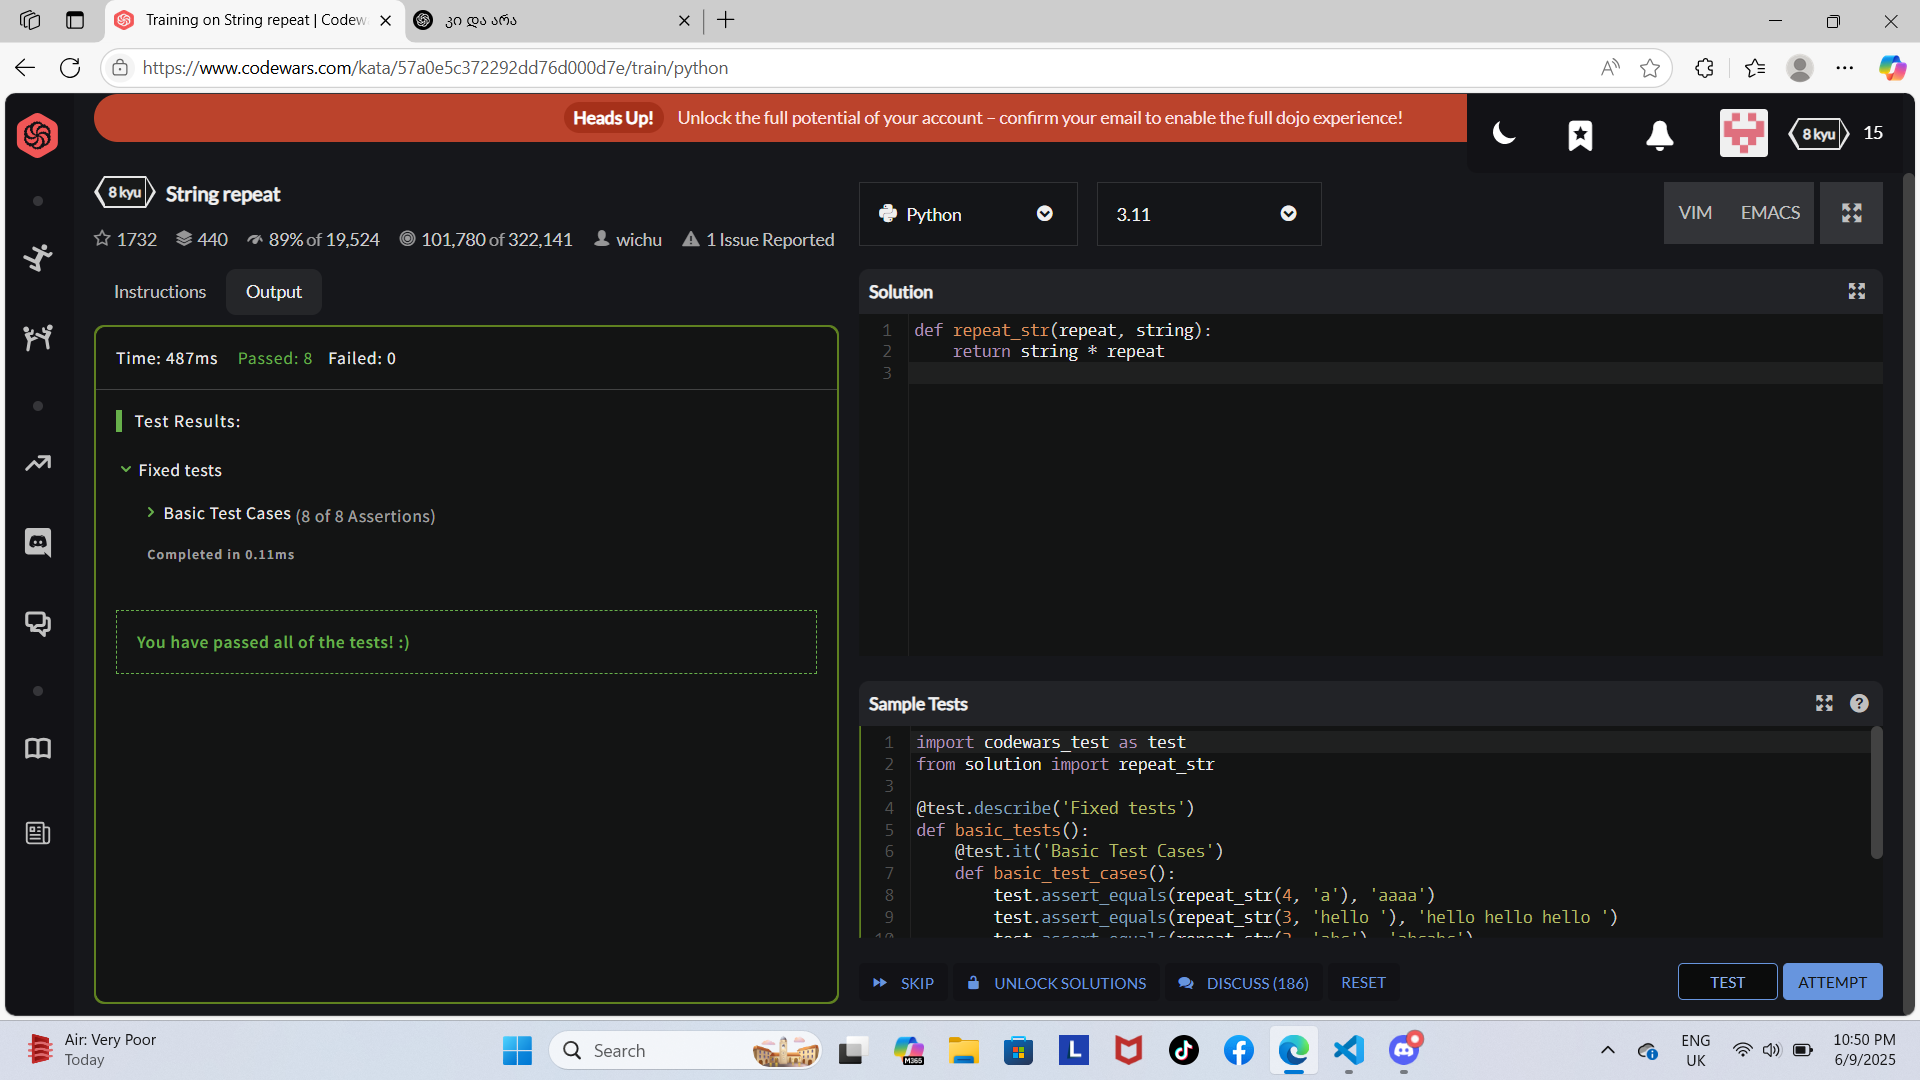 Training on String repeat | Codew
კი და არა
https://www.codewars.com/kata/57a0e5c372292dd76d000d7e/train/python
Heads Up! Unlock the full potential of your account – confirm your email to enable the full dojo experience!
8 kyu 15
8 kyu String repeat
1732 440 89% of 19,524 101,780 of 322,141 wichu 1 Issue Reported
Python
3.11
VIM EMACS
Instructions Output
Time: 487ms Passed: 8 Failed: 0
Test Results:
Fixed tests
Basic Test Cases (8 of 8 Assertions)
Completed in 0.11ms
You have passed all of the tests! :)
Solution
1 def repeat_str(repeat, string):
2     return string * repeat
3
Sample Tests
1 import codewars_test as test
2 from solution import repeat_str
3
4 @test.describe('Fixed tests')
5 def basic_tests():
6     @test.it('Basic Test Cases')
7     def basic_test_cases():
8         test.assert_equals(repeat_str(4, 'a'), 'aaaa')
9         test.assert_equals(repeat_str(3, 'hello '), 'hello hello hello ')
SKIP UNLOCK SOLUTIONS DISCUSS (186) RESET TEST ATTEMPT
Air: Very Poor
Today
Search
M365
L
ENG
UK
10:50 PM
6/9/2025